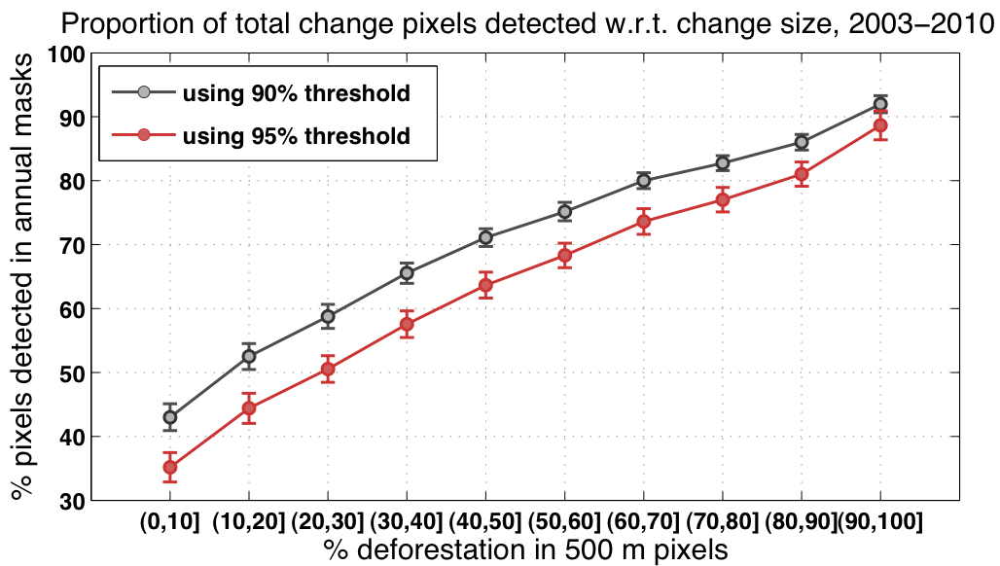 Proportion of total change pixels detected w.r.t. change size, 2003−2010
% pixels detected in annual masks
100
90
80
70
60
50
40
30
using 90% threshold
using 95% threshold
(0,10] (10,20] (20,30] (30,40] (40,50] (50,60] (60,70] (70,80] (80,90] (90,100]
% deforestation in 500 m pixels